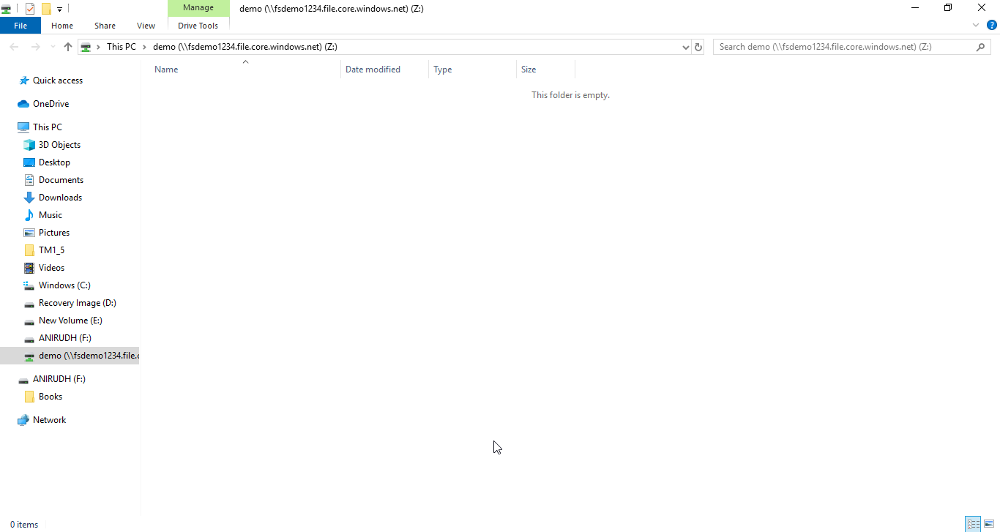 Manage
demo (\\fsdemo1234.file.core.windows.net) (Z:)
File
Home
Share
View
Drive Tools
?
This PC
demo (\\fsdemo1234.file.core.windows.net) (Z:)
Search demo (\\fsdemo1234.file.core.windows.net) (Z:)
Name
Date modified
Type
Size
This folder is empty.
Quick access
OneDrive
This PC
3D Objects
Desktop
Documents
Downloads
Music
Pictures
TM1_5
Videos
Windows (C:)
Recovery Image (D:)
New Volume (E:)
ANIRUDH (F:)
demo (\\fsdemo1234.file.c
ANIRUDH (F:)
Books
Network
0 items